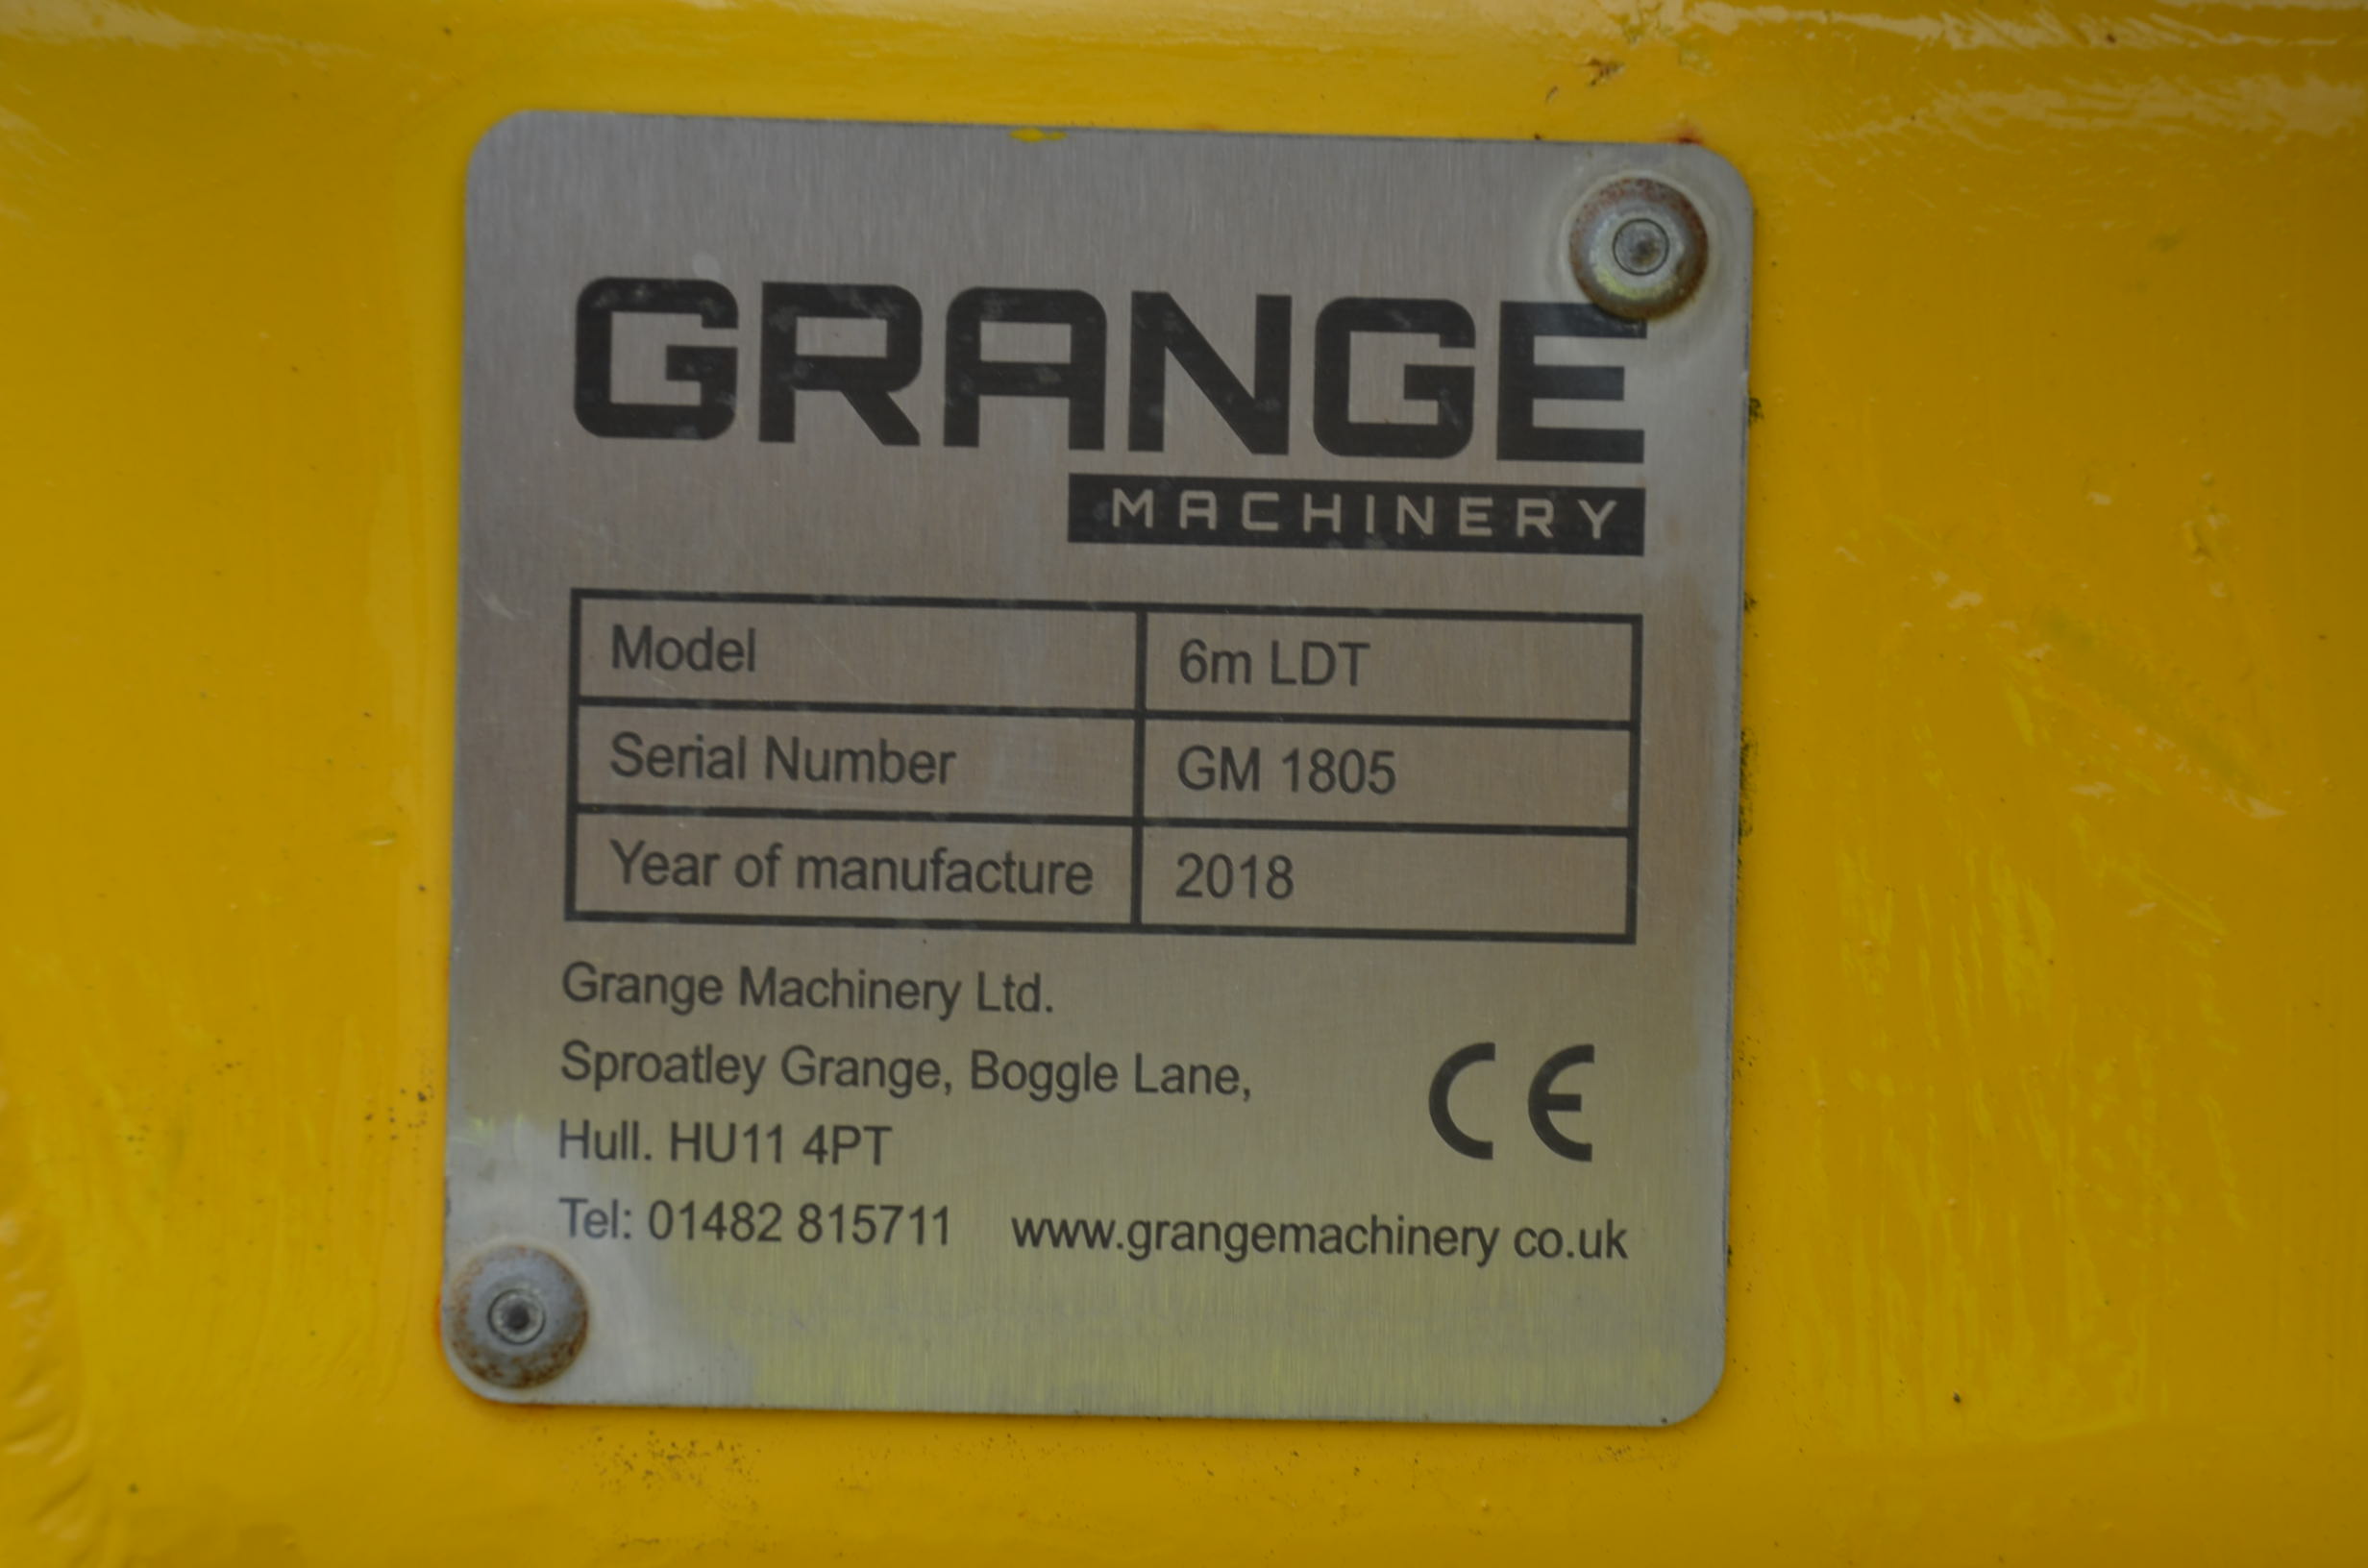 GRANGE
MACHINERY
Model 6m LDT
Serial Number GM 1805
Year of manufacture 2018
Grange Machinery Ltd.
Sproatley Grange, Boggle Lane,
Hull. HU11 4PT
CE
Tel: 01482 815711 www.grangemachinery co.uk